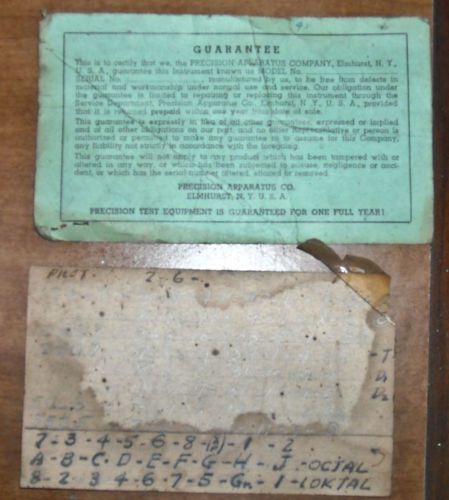 GUARANTEE
This is to certify that we, the PRECISION APPARATUS COMPANY, Elmhurst, N. Y.,
U. S. A., guarantee this Instrument known as MODEL No.
SERIAL No. manufactured by us, to be free from defects in
material and workmanship under normal use and service. Our obligation under
the guarantee is limited to repairing or replacing this instrument through the
Service Department, Precision Apparatus Co., Elmhurst, N. Y., U. S. A., provided
that it is returned prepaid within one year from date of sale.
This guarantee is expressly in lieu of all other guarantees, expressed or implied
and of all other obligations on our part, and no other Representative or person is
authorized or permitted to make any guarantee or to assume for this Company,
any liability not strictly in accordance with the foregoing.
This guarantee will not apply to any product which has been tampered with or
altered in any way, or which has been subjected to misuse, negligence or acci-
dent, or which has the serial number altered, effaced or removed.
PRECISION APPARATUS CO.
ELMHURST, N. Y. U. S. A.
PRECISION TEST EQUIPMENT IS GUARANTEED FOR ONE FULL YEAR!
PILOT. 2-6-
7-3-4-5-6-8- -1-2
A-B-C-D-E-F-G-H-J-OCTAL
8-2-3-4-6-7-5-Gn-1-LOKTAL